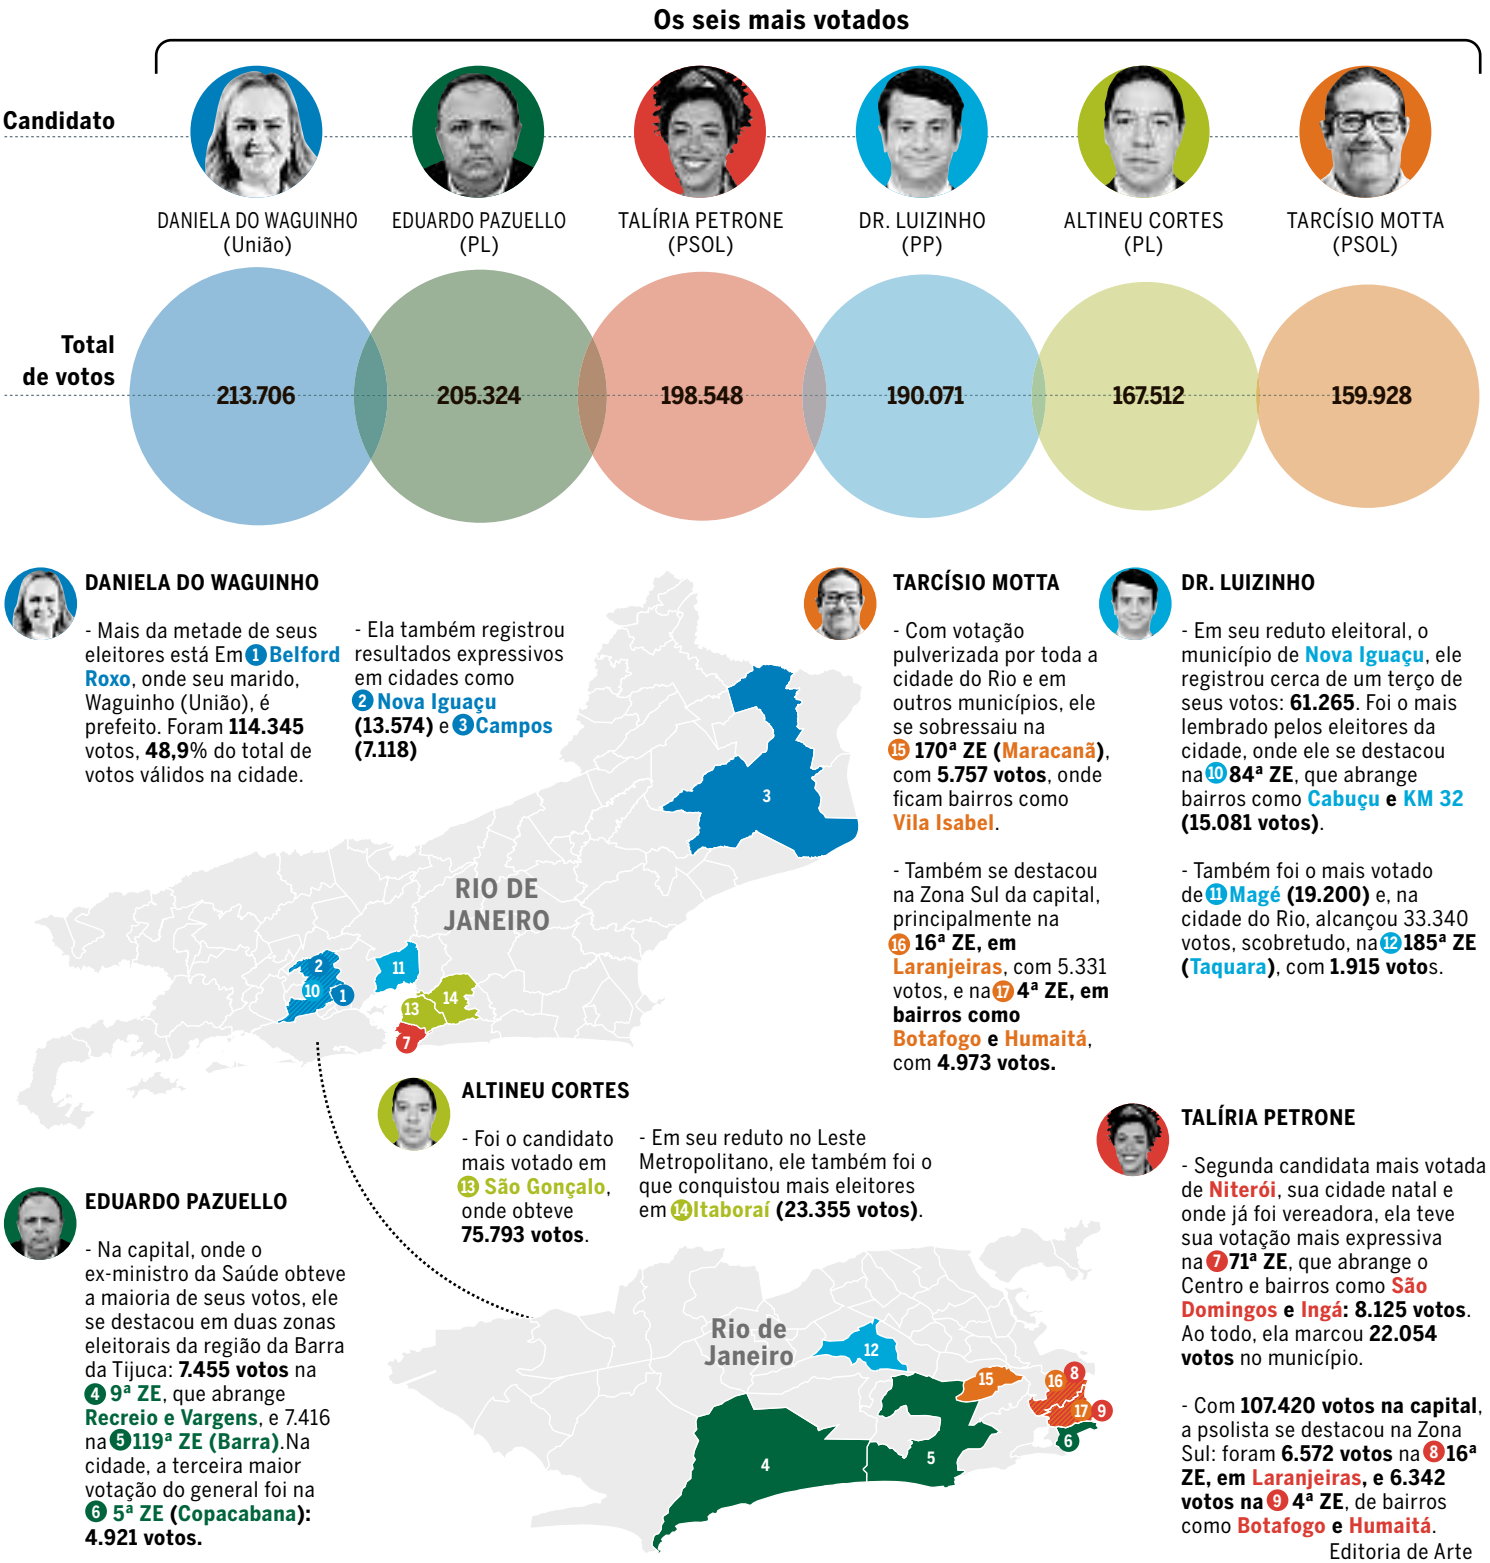 Os seis mais votados
Candidato
DANIELA DO WAGUINHO
(União)
EDUARDO PAZUELLO
(PL)
TALÍRIA PETRONE
(PSOL)
DR. LUIZINHO
(PP)
ALTINEU CORTES
(PL)
TARCÍSIO MOTTA
(PSOL)
Total
de votos
213.706
205.324
198.548
190.071
167.512
159.928
DANIELA DO WAGUINHO
- Mais da metade de seus
eleitores está Em 1 Belford
Roxo, onde seu marido,
Waguinho (União), é
prefeito. Foram 114.345
votos, 48,9% do total de
votos válidos na cidade.
- Ela também registrou
resultados expressivos
em cidades como
2 Nova Iguaçu
(13.574) e 3 Campos
(7.118)
TARCÍSIO MOTTA
- Com votação
pulverizada por toda a
cidade do Rio e em
outros municípios, ele
se sobressaiu na
15 170ª ZE (Maracanã),
com 5.757 votos, onde
ficam bairros como
Vila Isabel.
- Também se destacou
na Zona Sul da capital,
principalmente na
16 16ª ZE, em
Laranjeiras, com 5.331
votos, e na 17 4ª ZE, em
bairros como
Botafogo e Humaitá,
com 4.973 votos.
DR. LUIZINHO
- Em seu reduto eleitoral, o
município de Nova Iguaçu, ele
registrou cerca de um terço de
seus votos: 61.265. Foi o mais
lembrado pelos eleitores da
cidade, onde ele se destacou
na 10 84ª ZE, que abrange
bairros como Cabuçu e KM 32
(15.081 votos).
- Também foi o mais votado
de 11 Magé (19.200) e, na
cidade do Rio, alcançou 33.340
votos, scobretudo, na 12 185ª ZE
(Taquara), com 1.915 votos.
RIO DE
JANEIRO
3
2
10
1
11
13
14
7
ALTINEU CORTES
- Foi o candidato
mais votado em
13 São Gonçalo,
onde obteve
75.793 votos.
- Em seu reduto no Leste
Metropolitano, ele também foi o
que conquistou mais eleitores
em 14 Itaboraí (23.355 votos).
EDUARDO PAZUELLO
- Na capital, onde o
ex-ministro da Saúde obteve
a maioria de seus votos, ele
se destacou em duas zonas
eleitorais da região da Barra
da Tijuca: 7.455 votos na
4 9ª ZE, que abrange
Recreio e Vargens, e 7.416
na 5 119ª ZE (Barra).Na
cidade, a terceira maior
votação do general foi na
6 5ª ZE (Copacabana):
4.921 votos.
TALÍRIA PETRONE
- Segunda candidata mais votada
de Niterói, sua cidade natal e
onde já foi vereadora, ela teve
sua votação mais expressiva
na 7 71ª ZE, que abrange o
Centro e bairros como São
Domingos e Ingá: 8.125 votos.
Ao todo, ela marcou 22.054
votos no município.
- Com 107.420 votos na capital,
a psolista se destacou na Zona
Sul: foram 6.572 votos na 8 16ª
ZE, em Laranjeiras, e 6.342
votos na 9 4ª ZE, de bairros
como Botafogo e Humaitá.
Rio de
Janeiro
12
15
16
8
17
9
6
5
4
Editoria de Arte